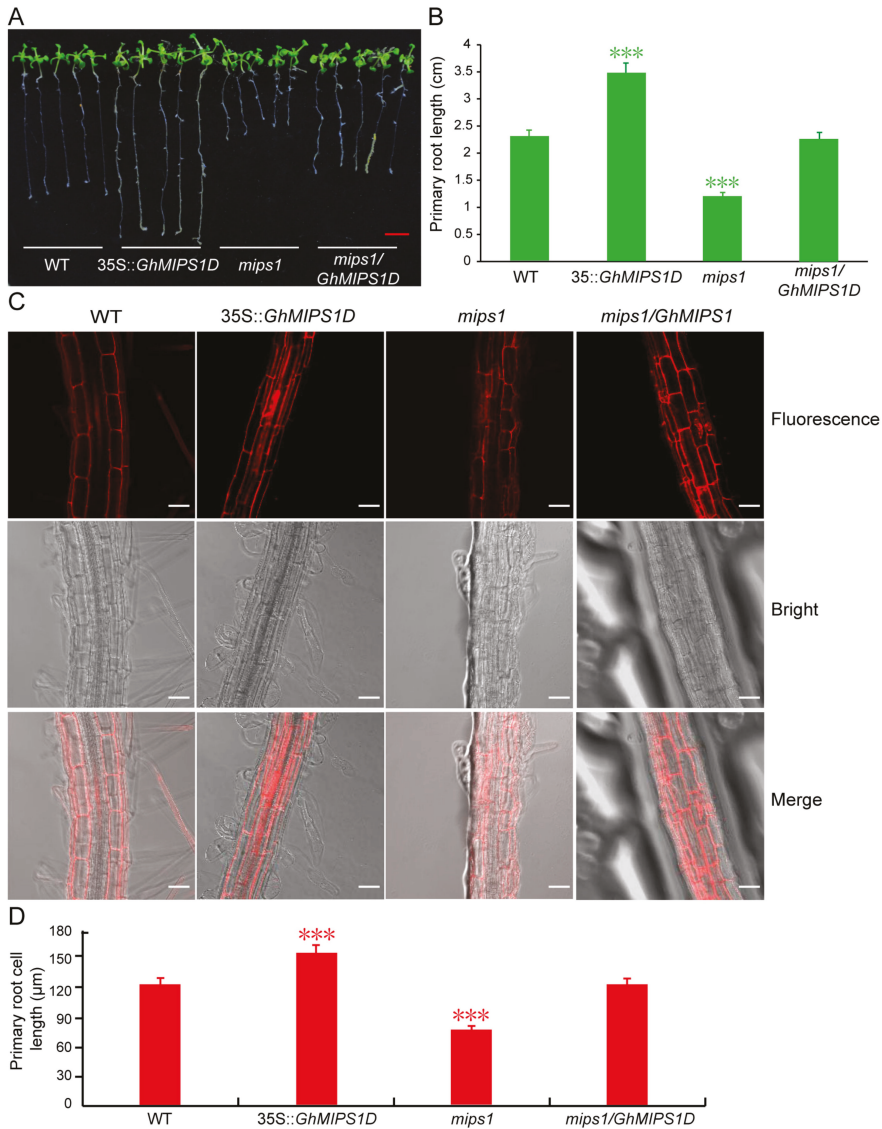 A
WT
35S::GhMIPS1D
mips1
mips1/
GhMIPS1D
B
Primary root length (cm)
4
3.5
3
2.5
2
1.5
1
0.5
0
***
***
WT
35::GhMIPS1D
mips1
mips1/
GhMIPS1D
C
WT
35S::GhMIPS1D
mips1
mips1/GhMIPS1
Fluorescence
Bright
Merge
D
Primary root cell
length (μm)
180
150
120
90
60
30
0
***
***
WT
35S::GhMIPS1D
mips1
mips1/GhMIPS1D